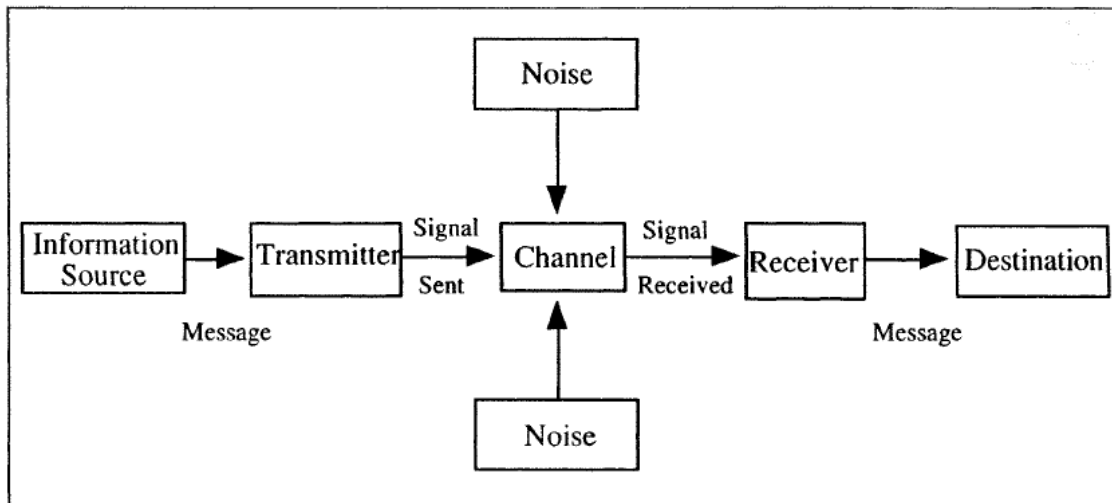 Noise
Information
Source
Transmitter
Signal
Sent
Channel
Signal
Received
Receiver
Destination
Message
Message
Noise